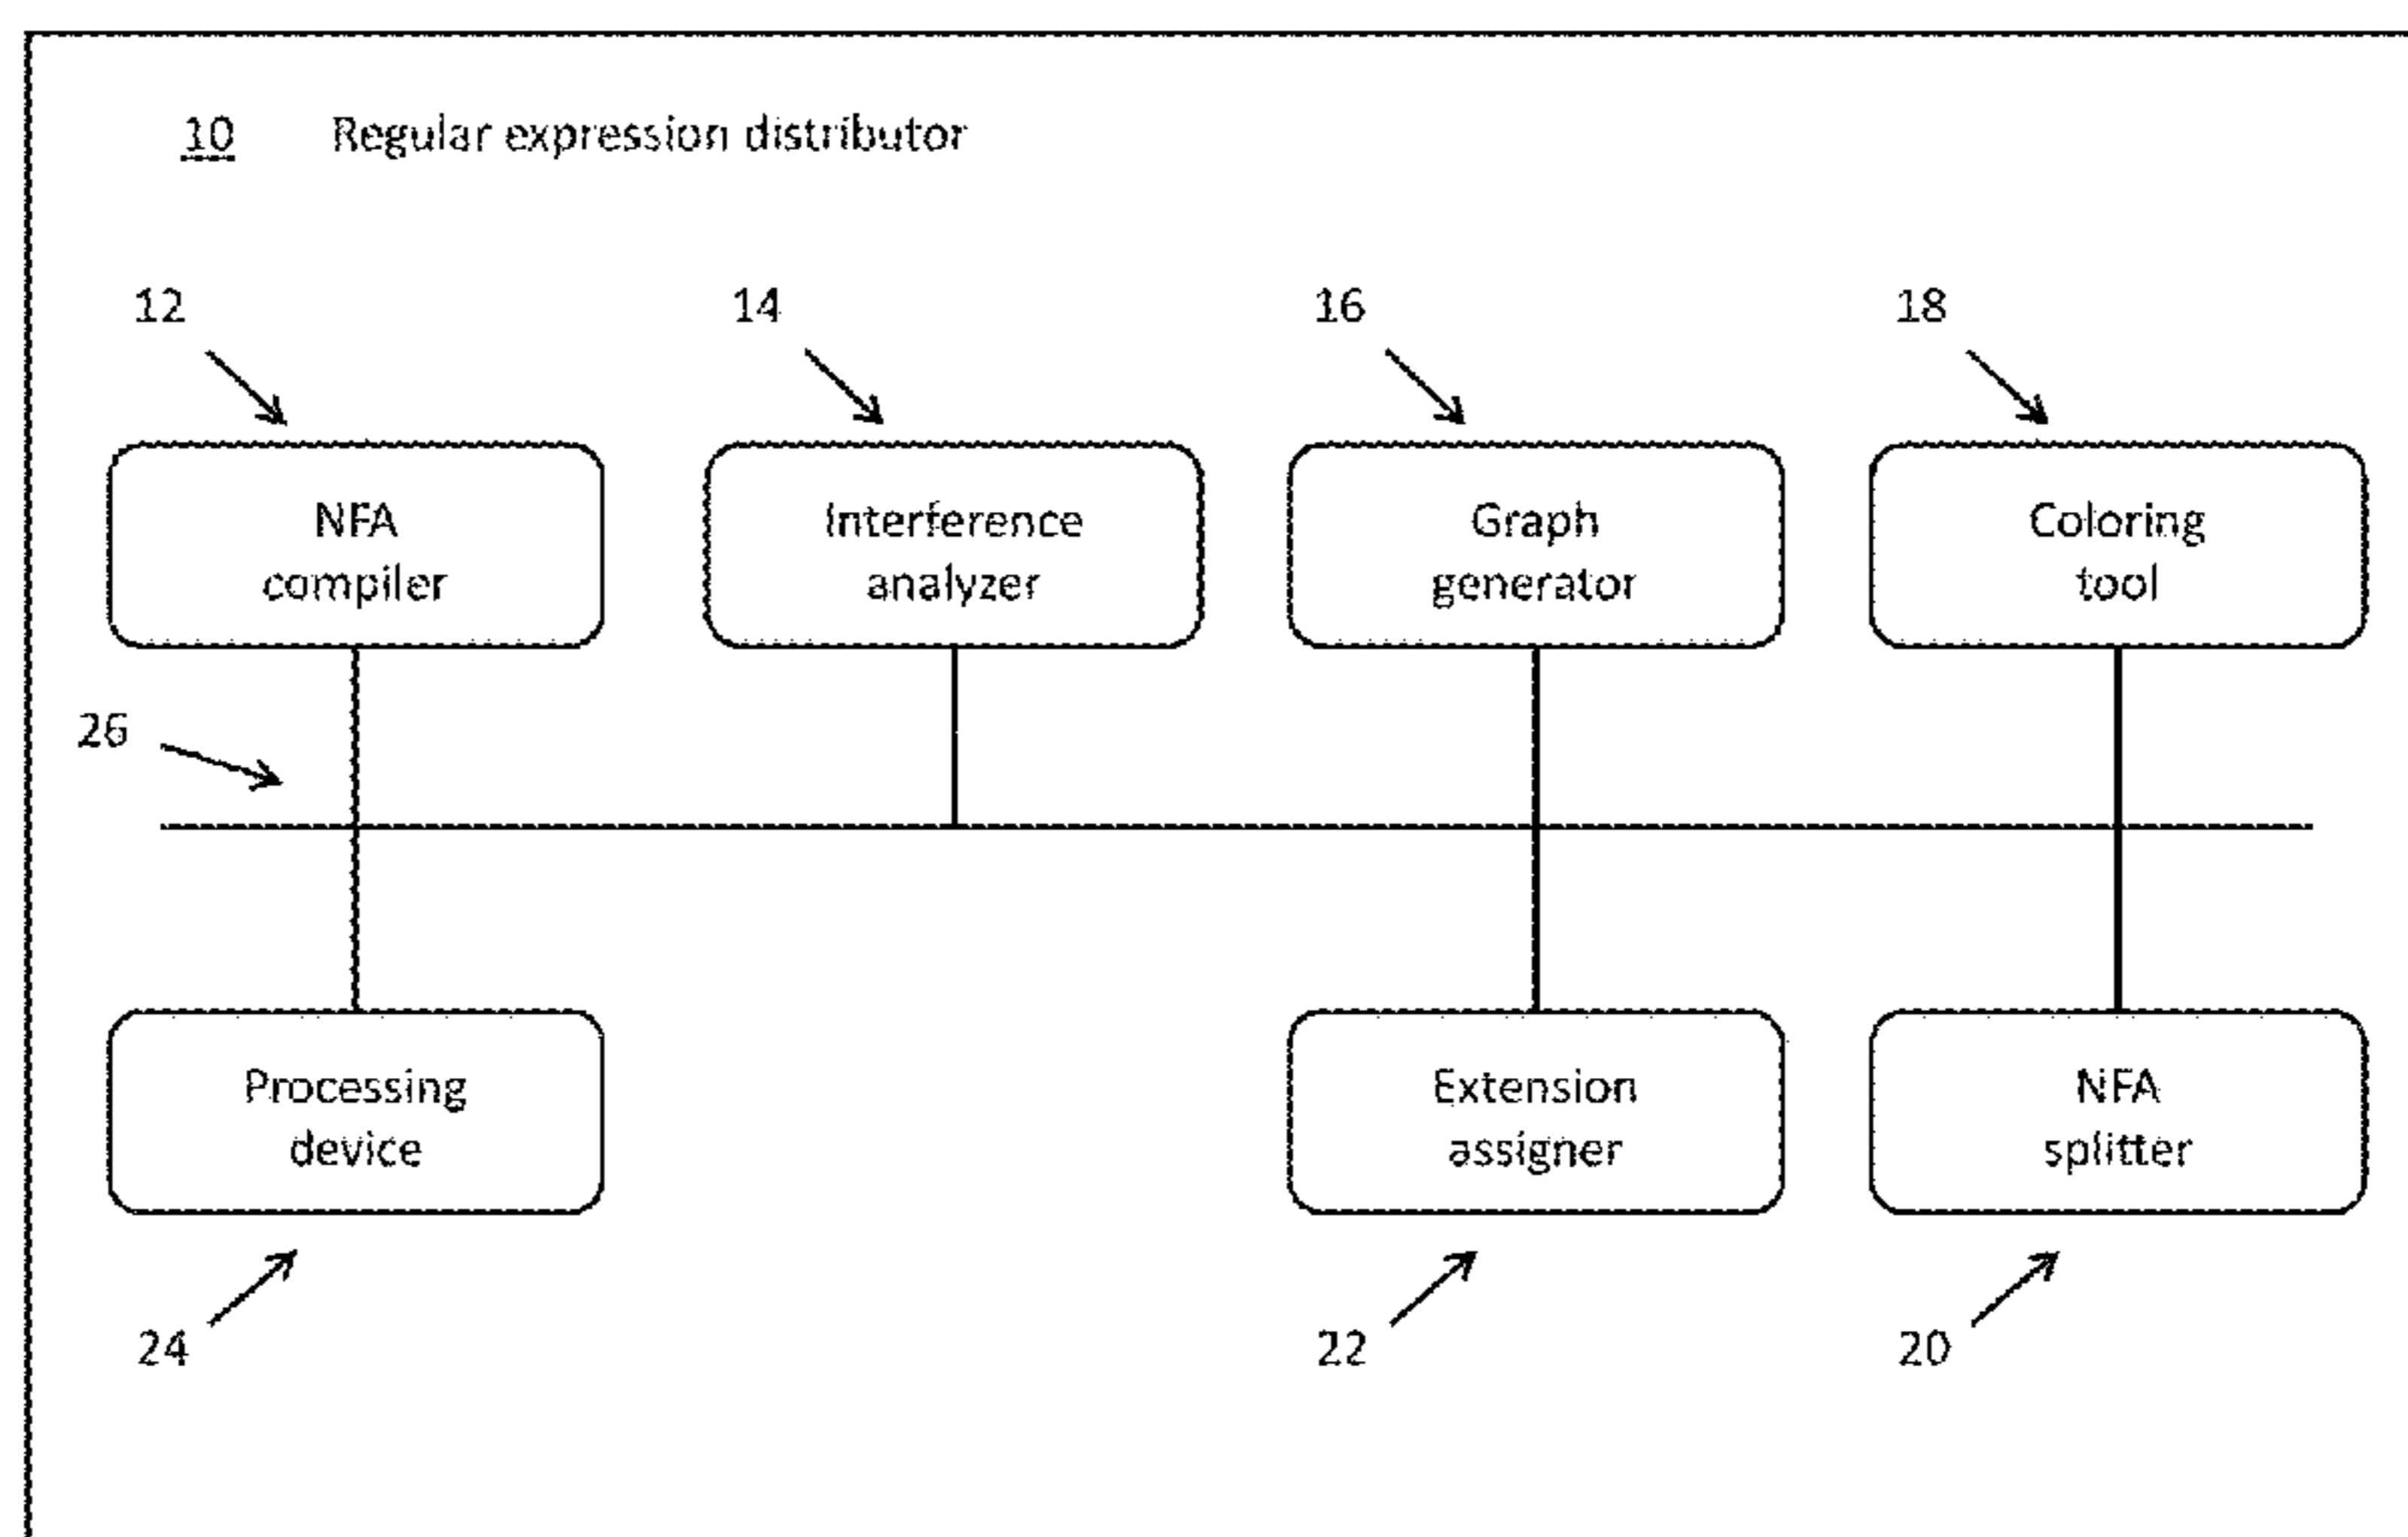 10 Regular expression distributor
12 14 16 18
NFA compiler
Interference analyzer
Graph generator
Coloring tool
26
Processing device
Extension assigner
NFA splitter
24 22 20